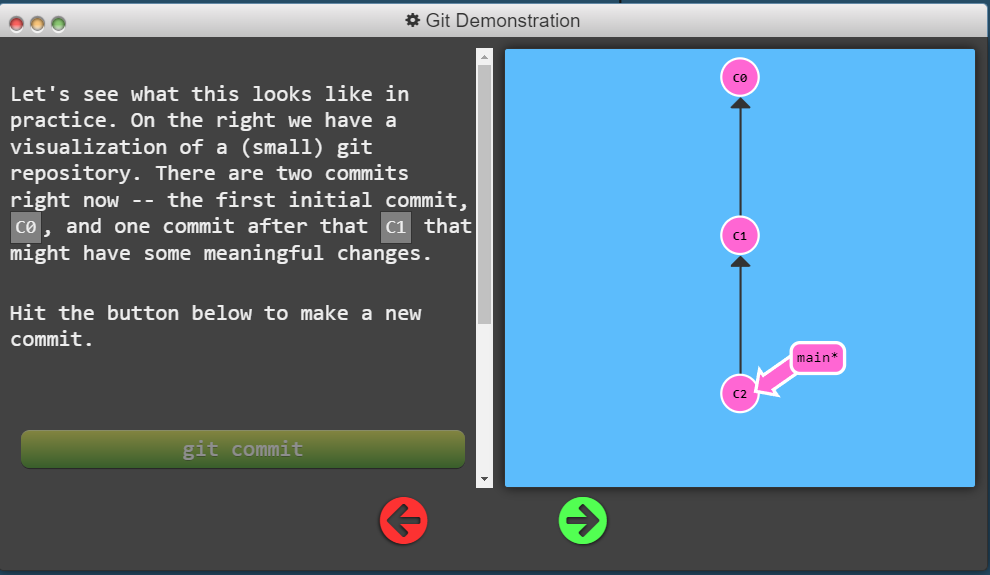 Git Demonstration
Let's see what this looks like in
practice. On the right we have a
visualization of a (small) git
repository. There are two commits
right now -- the first initial commit,
C0, and one commit after that C1 that
might have some meaningful changes.
Hit the button below to make a new
commit.
git commit
C0
C1
main*
C2